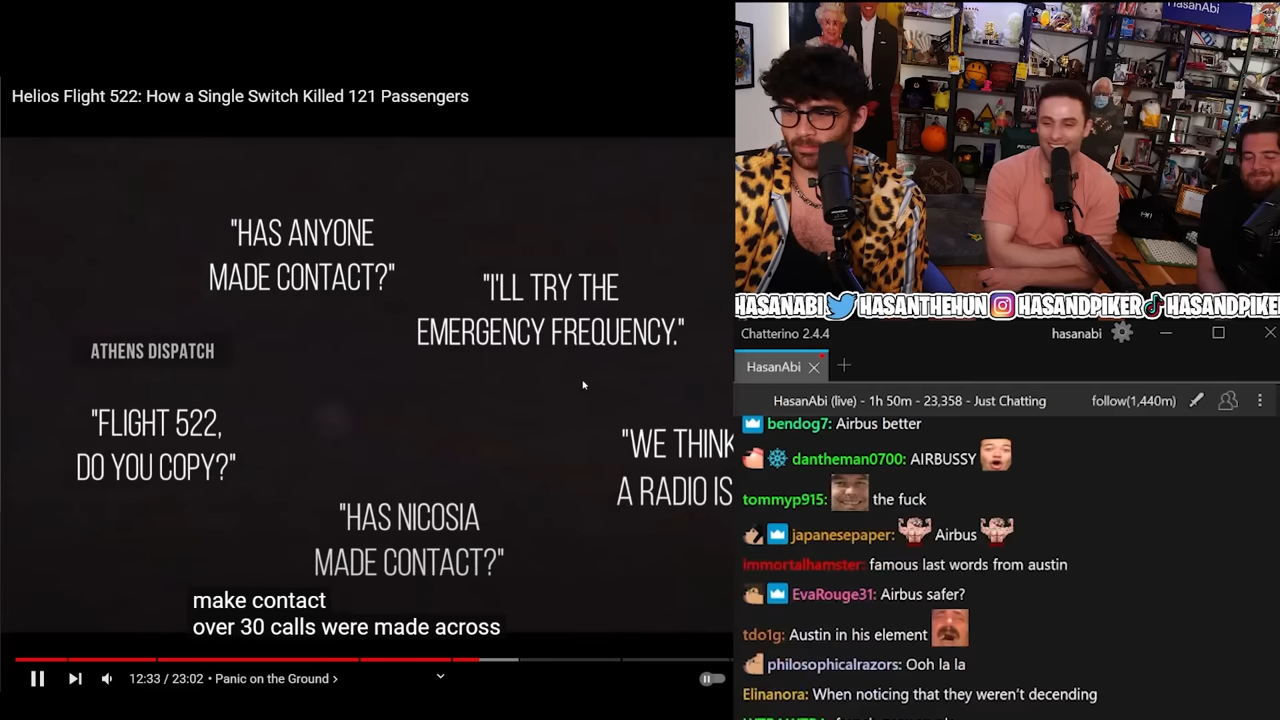 Helios Flight 522: How a Single Switch Killed 121 Passengers
"HAS ANYONE
MADE CONTACT?"
"I'LL TRY THE
EMERGENCY FREQUENCY."
ATHENS DISPATCH
"FLIGHT 522,
DO YOU COPY?"
"WE THINK
A RADIO IS
"HAS NICOSIA
MADE CONTACT?"
make contact
over 30 calls were made across
12:33 / 23:02 • Panic on the Ground ›
HasanAbi
HASANABI HASANTHEHUN HASANDPIKER HASANDPIKE
Chatterino 2.4.4
hasanabi
HasanAbi
HasanAbi (live) - 1h 50m - 23,358 - Just Chatting
follow(1,440m)
bendog7: Airbus better
dantheman0700: AIRBUSSY
tommyp915: the fuck
japanesepaper: Airbus
immortalhamster: famous last words from austin
EvaRouge31: Airbus safer?
tdo1g: Austin in his element
philosophicalrazors: Ooh la la
Elinanora: When noticing that they weren't decending